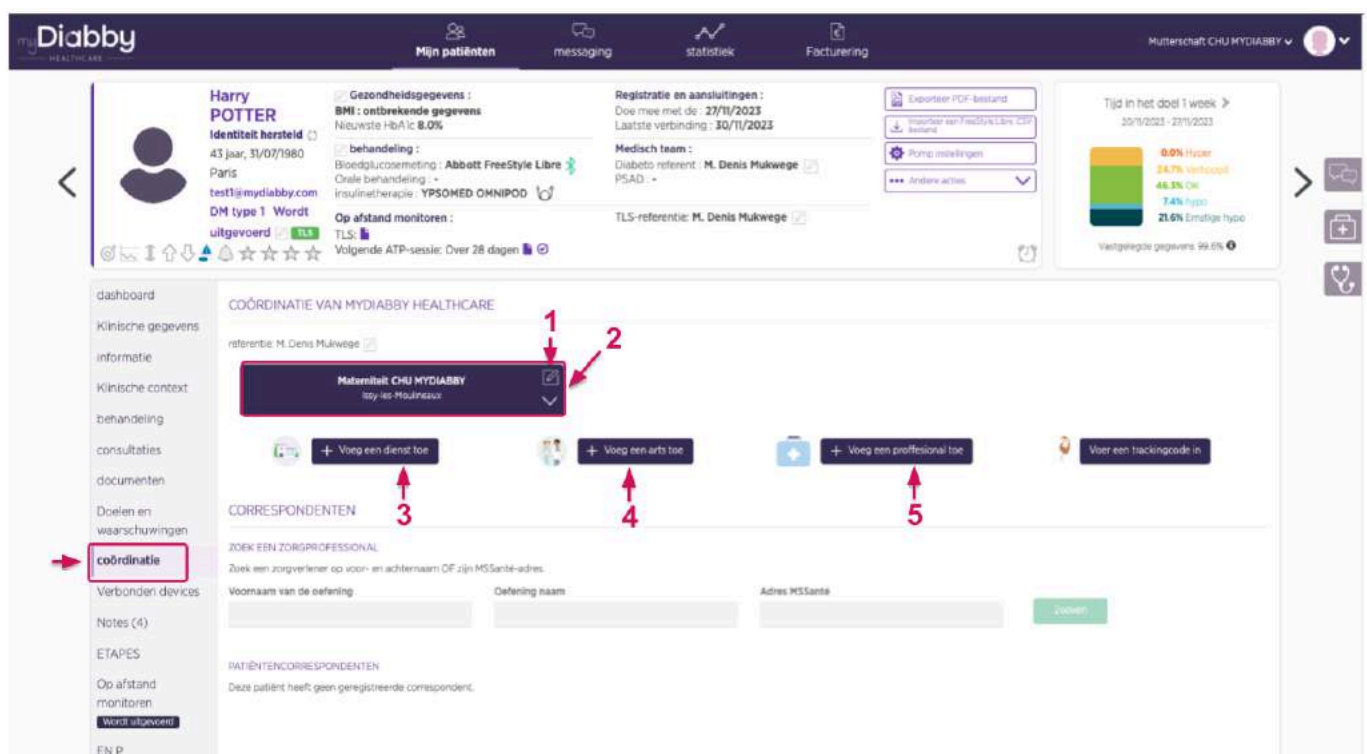 myDiabby
HEALTHCARE
Mijn patiënten
messaging
statistiek
Facturering
Mutterschaft CHU MYDIABBY
Harry
POTTER
Identiteit hersteld
43 jaar, 31/07/1980
Paris
test1@mydiabby.com
DM type 1 Wordt
uitgevoerd TLS
Gezondheidsgegevens :
BMI : ontbrekende gegevens
Nieuwste HbA1c 8.0%
behandeling :
Bloedglucosemeting : Abbott FreeStyle Libre
Orale behandeling : -
insulinetherapie : YPSOMED OMNIPOD
Op afstand monitoren :
TLS:
Volgende ATP-sessie: Over 28 dagen
Registratie en aansluitingen :
Doe mee met de : 27/11/2023
Laatste verbinding : 30/11/2023
Medisch team :
Diabeto referent : M. Denis Mukwege
PSAD : -
TLS-referentie: M. Denis Mukwege
Exporteer PDF-bestand
Importeer een FreeStyle Libre .CSV
bestand
Pomp instellingen
Andere acties
Tijd in het doel 1 week
20/11/2023 - 27/11/2023
0.0% Hyper
24.7% Verhoogd
46.3% OK
7.4% hypo
21.6% Ernstige hypo
Vastgelegde gegevens 99.6%
dashboard
Klinische gegevens
informatie
Klinische context
behandeling
consultaties
documenten
Doelen en
waarschuwingen
coördinatie
Verbonden devices
Notes (4)
ETAPES
Op afstand
monitoren
Wordt uitgevoerd
EN P
COÖRDINATIE VAN MYDIABBY HEALTHCARE
referentie: M. Denis Mukwege
1
2
Materniteit CHU MYDIABBY
Issy-les-Moulineaux
+ Voeg een dienst toe
+ Voeg een arts toe
+ Voeg een proffesional toe
Voer een trackingcode in
3
4
5
CORRESPONDENTEN
ZOEK EEN ZORGPROFESSIONAL
Zoek een zorgverlener op voor- en achternaam OF zijn MSSanté-adres.
Voornaam van de oefening
Oefening naam
Adres MSSanté
Zoeken
PATIËNTENCORRESPONDENTEN
Deze patiënt heeft geen geregistreerde correspondent.